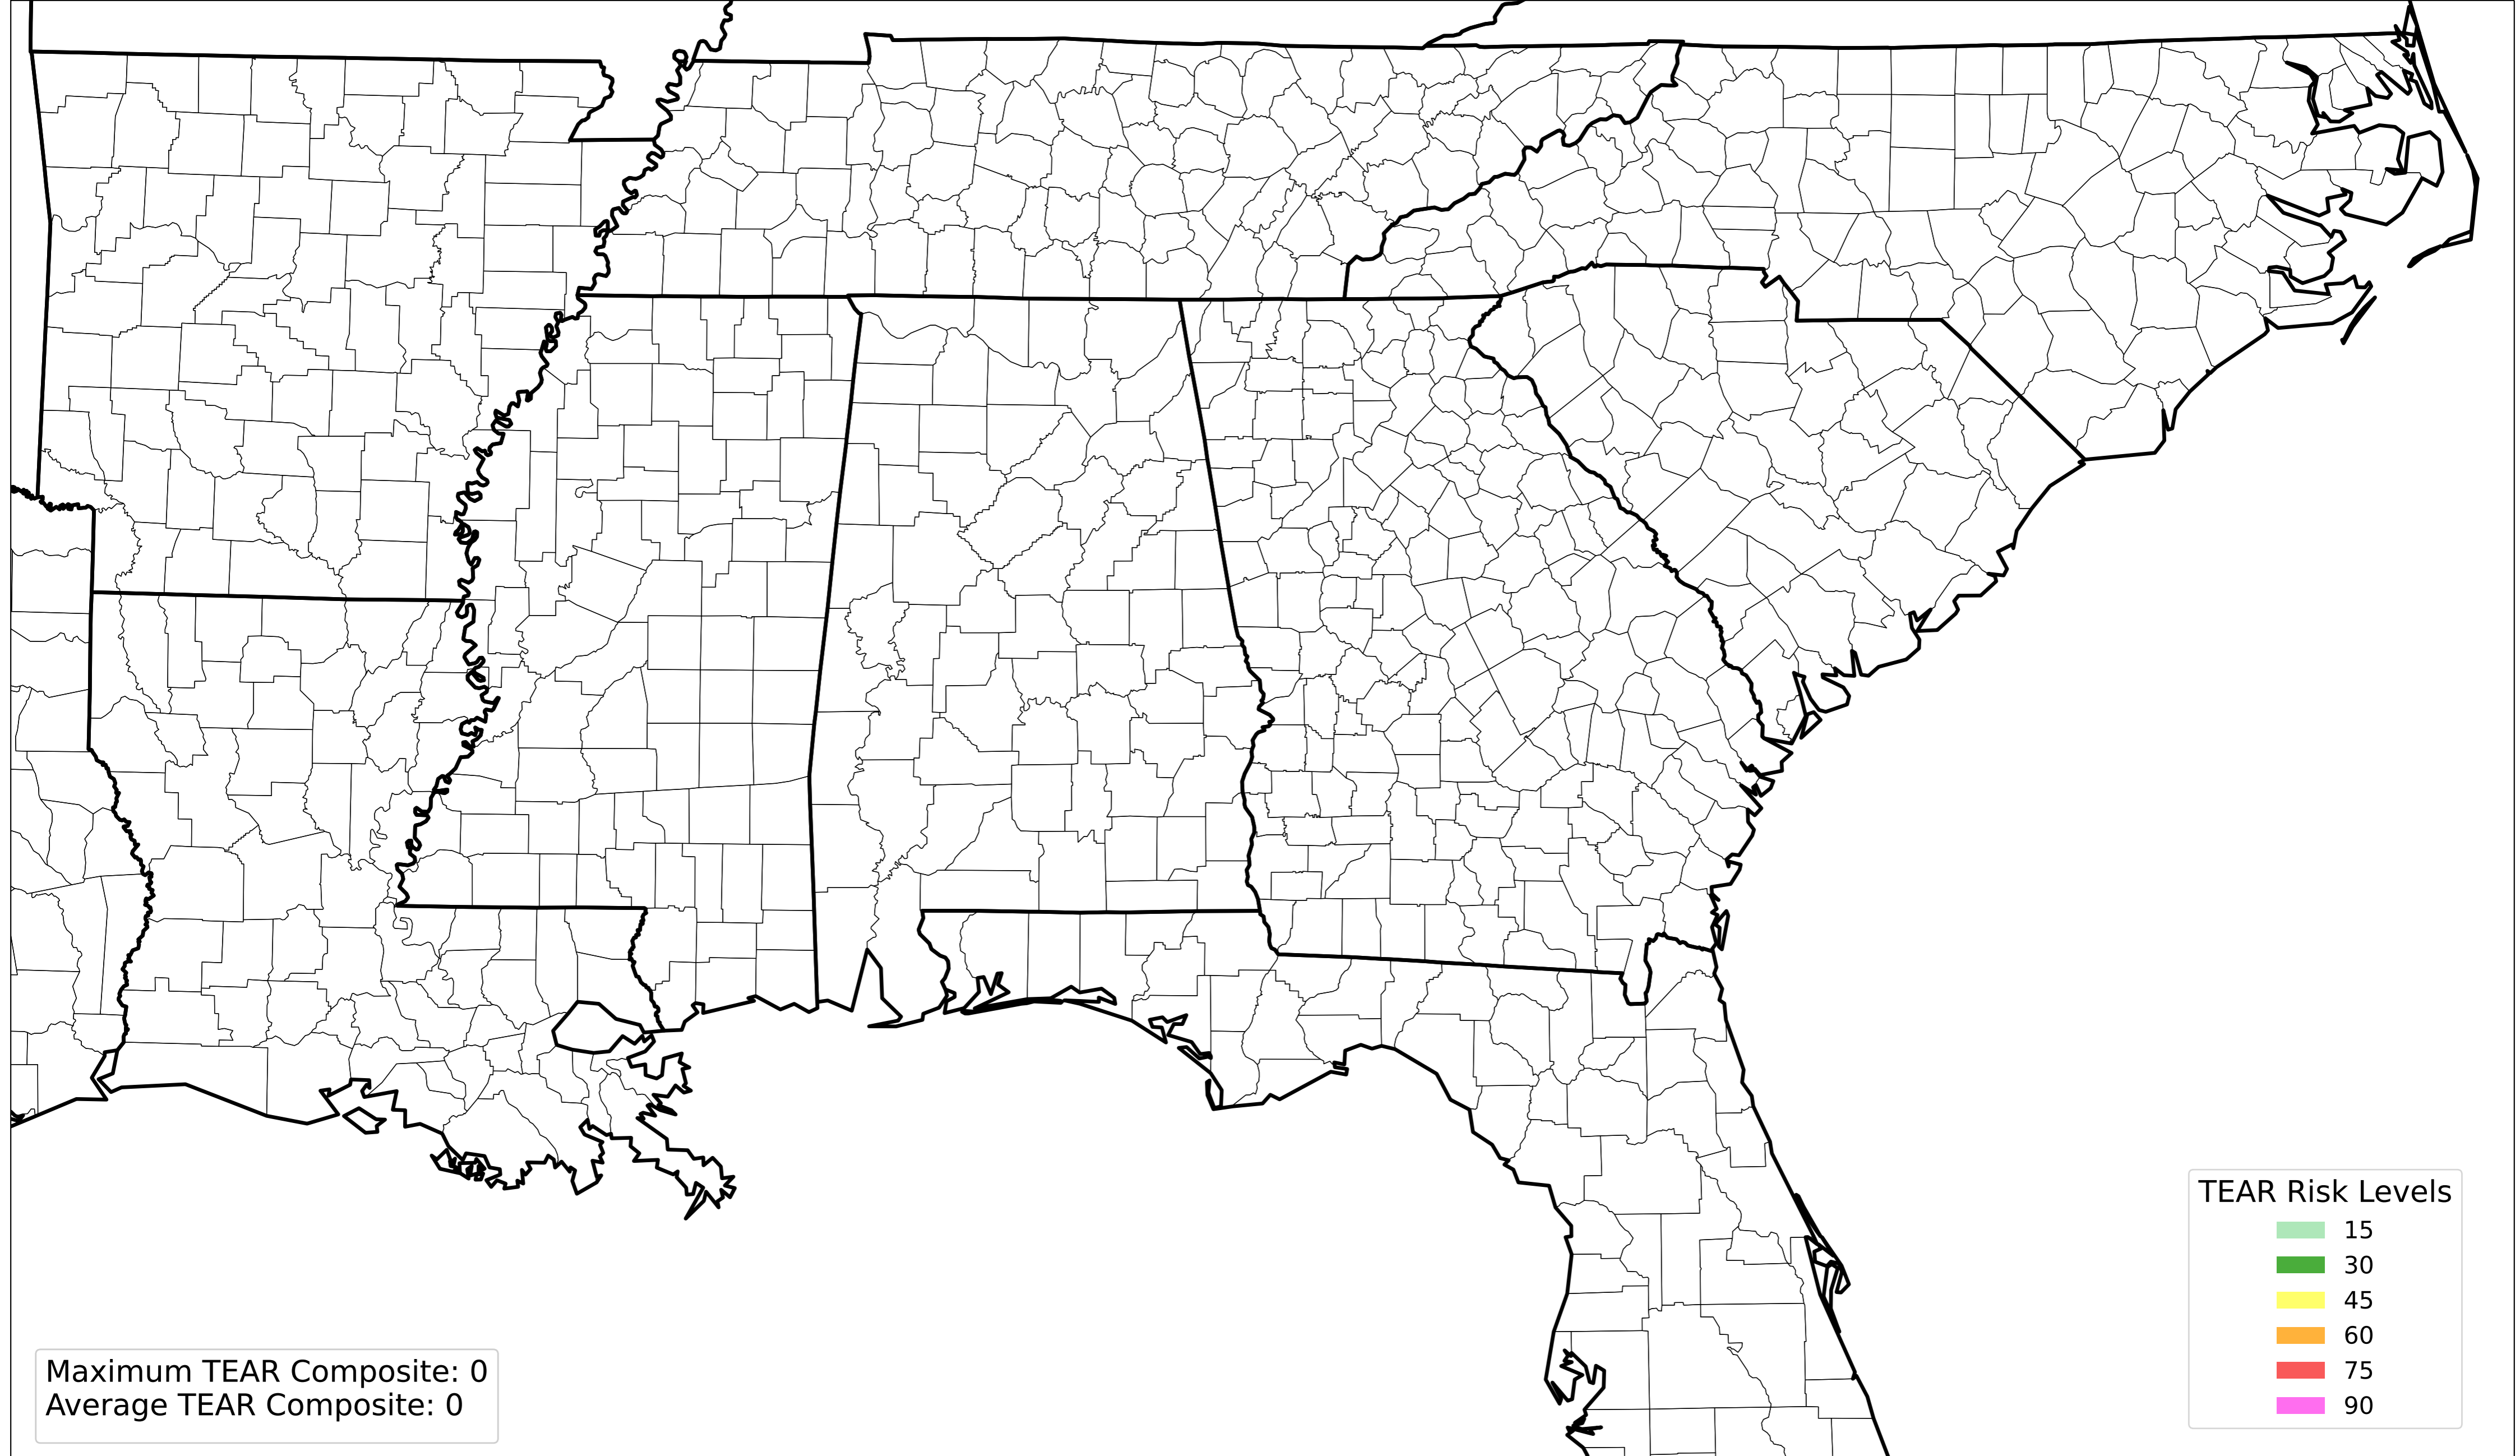 TEAR Risk Levels
15
30
45
60
75
90
Maximum TEAR Composite: 0
Average TEAR Composite: 0